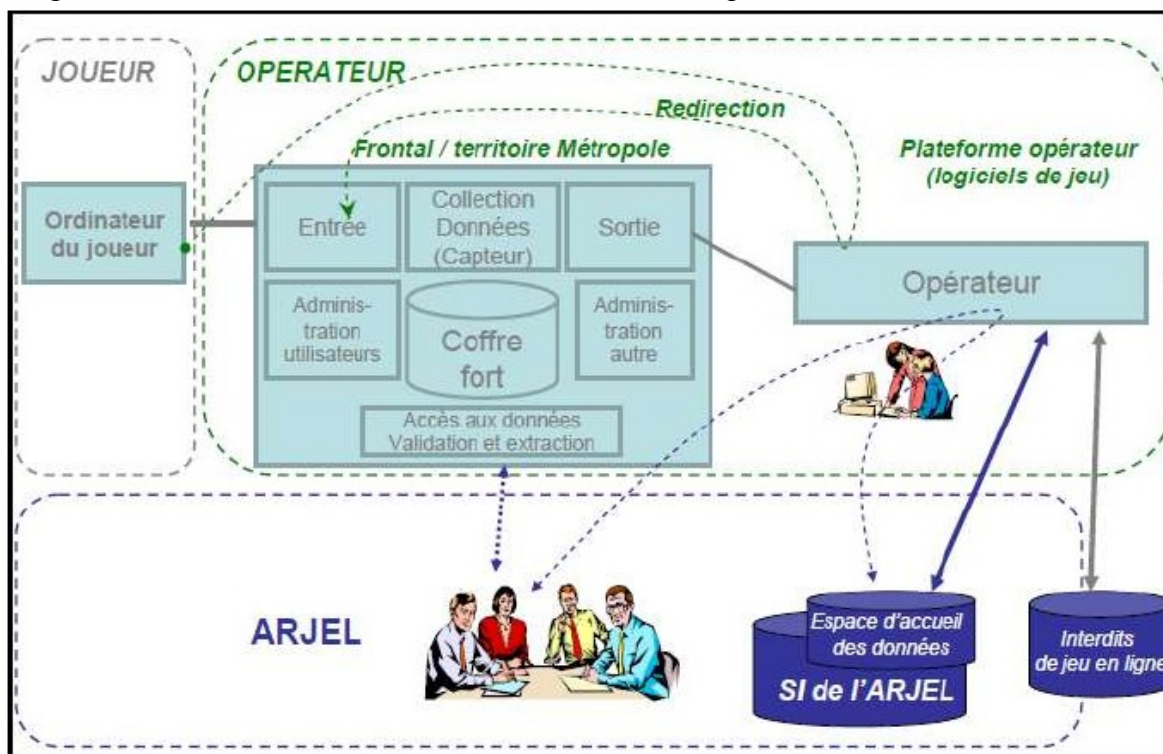 JOUEUR
OPERATEUR
Redirection
Frontal / territoire Métropole
Plateforme opérateur
(logiciels de jeu)
Ordinateur
du joueur
Entrée
Collection
Données
(Capteur)
Sortie
Opérateur
Adminis-
tration
utilisateurs
Coffre
fort
Adminis-
tration
autre
Accès aux données
Validation et extraction
ARJEL
Espace d'accueil
des données
SI de l'ARJEL
Interdits
de jeu en ligne